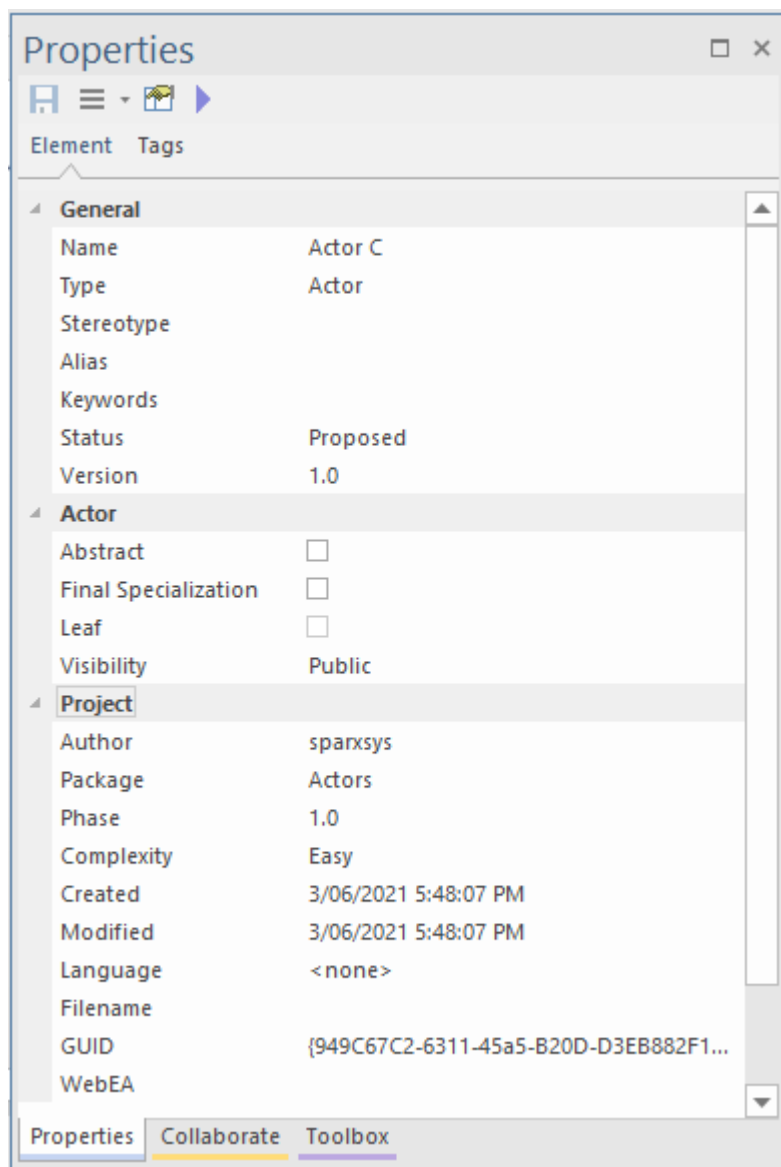 Properties
Element Tags
General
Name Actor C
Type Actor
Stereotype
Alias
Keywords
Status Proposed
Version 1.0
Actor
Abstract
Final Specialization
Leaf
Visibility Public
Project
Author sparxsys
Package Actors
Phase 1.0
Complexity Easy
Created 3/06/2021 5:48:07 PM
Modified 3/06/2021 5:48:07 PM
Language <none>
Filename
GUID {949C67C2-6311-45a5-B20D-D3EB882F1...
WebEA
Properties Collaborate Toolbox